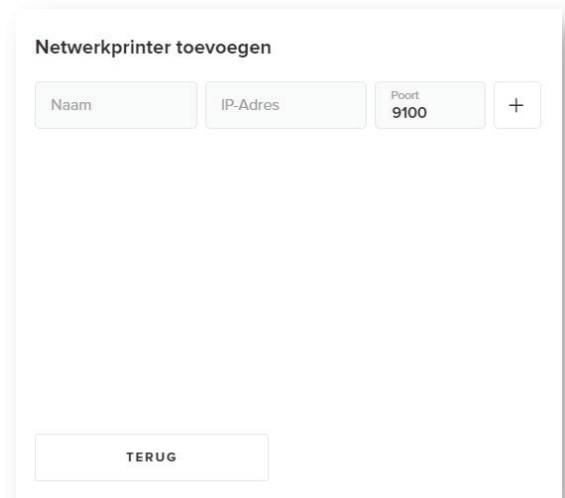 Netwerkprinter toevoegen
Naam
IP-Adres
Poort
9100
+
TERUG